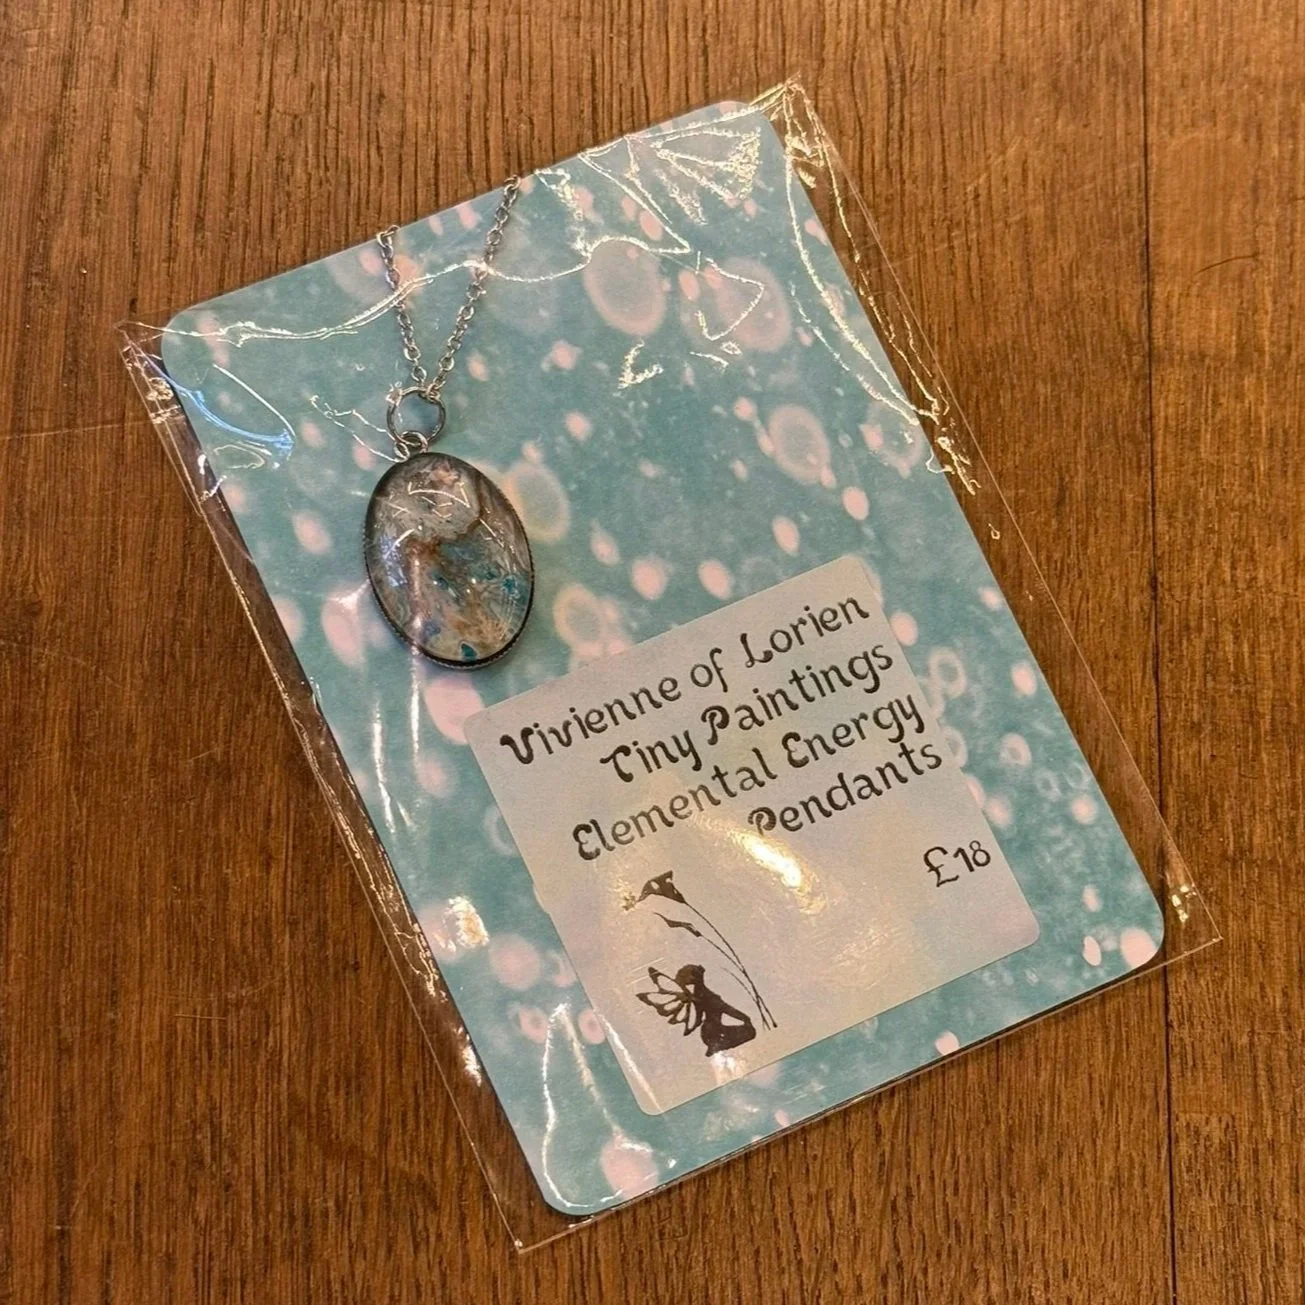 Vivienne of Lorien
Tiny Paintings
Elemental Energy
Pendants
£18